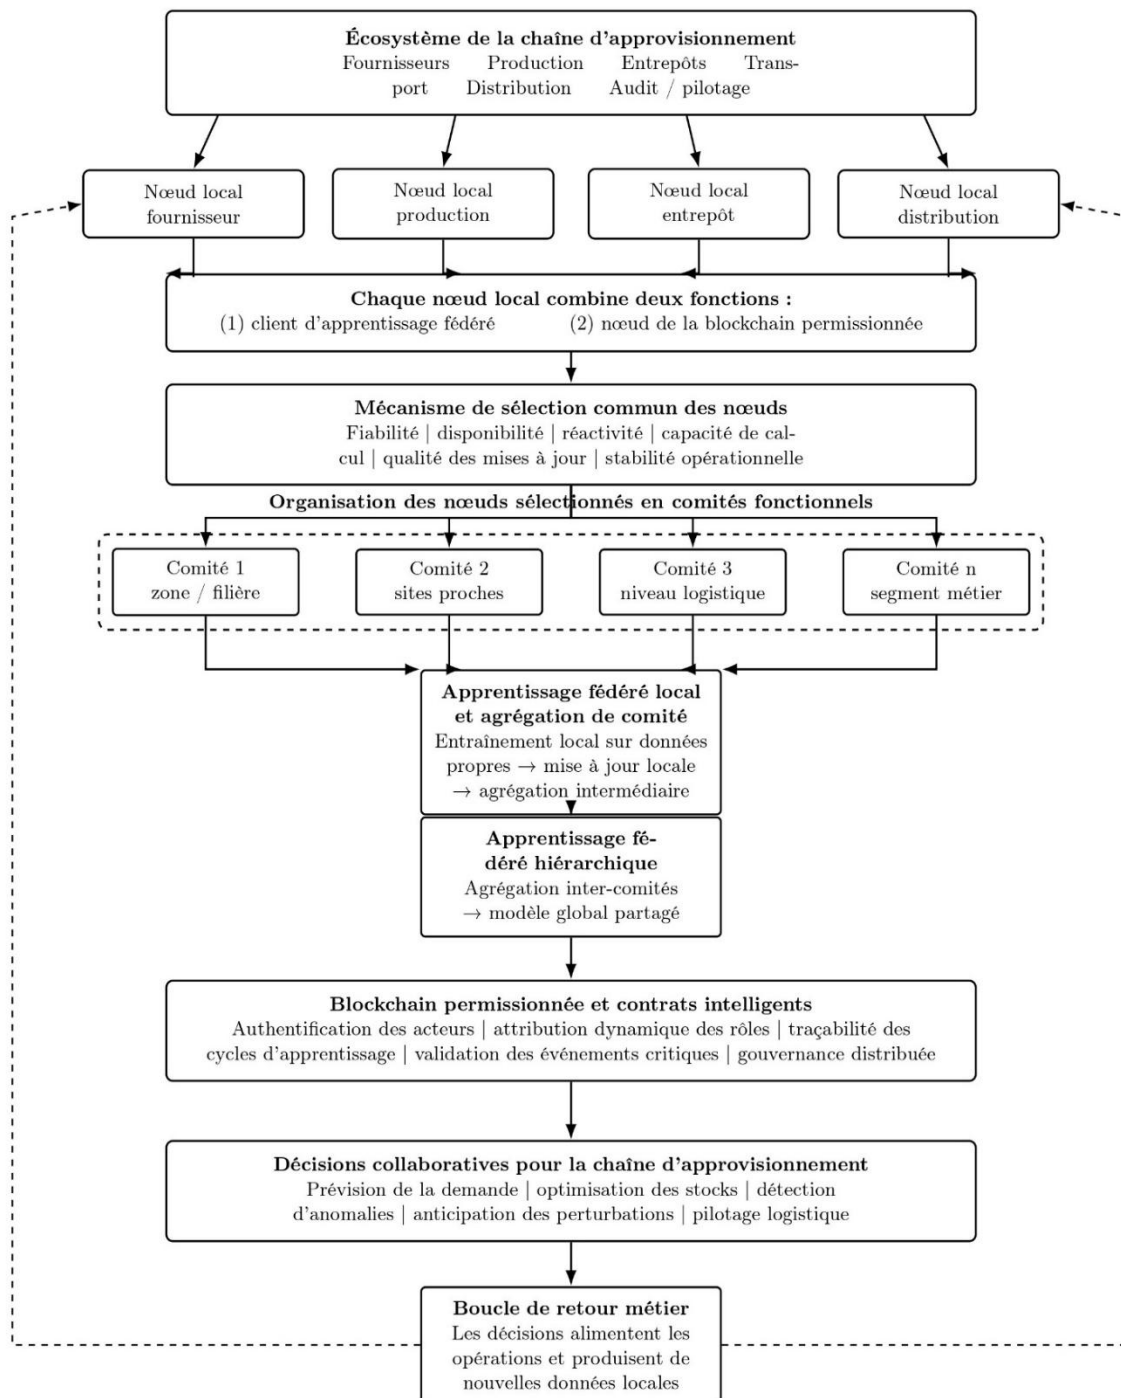 Écosystème de la chaîne d'approvisionnement
Fournisseurs Production Entrepôts Trans-
port Distribution Audit / pilotage
Nœud local
fournisseur
Nœud local
production
Nœud local
entrepôt
Nœud local
distribution
Chaque nœud local combine deux fonctions :
(1) client d'apprentissage fédéré (2) nœud de la blockchain permissionnée
Mécanisme de sélection commun des nœuds
Fiabilité | disponibilité | réactivité | capacité de cal-
cul | qualité des mises à jour | stabilité opérationnelle
Organisation des nœuds sélectionnés en comités fonctionnels
Comité 1
zone / filière
Comité 2
sites proches
Comité 3
niveau logistique
Comité n
segment métier
Apprentissage fédéré local
et agrégation de comité
Entraînement local sur données
propres → mise à jour locale
→ agrégation intermédiaire
Apprentissage fé-
déré hiérarchique
Agrégation inter-comités
→ modèle global partagé
Blockchain permissionnée et contrats intelligents
Authentification des acteurs | attribution dynamique des rôles | traçabilité des
cycles d'apprentissage | validation des événements critiques | gouvernance distribuée
Décisions collaboratives pour la chaîne d'approvisionnement
Prévision de la demande | optimisation des stocks | détection
d'anomalies | anticipation des perturbations | pilotage logistique
Boucle de retour métier
Les décisions alimentent les
opérations et produisent de
nouvelles données locales